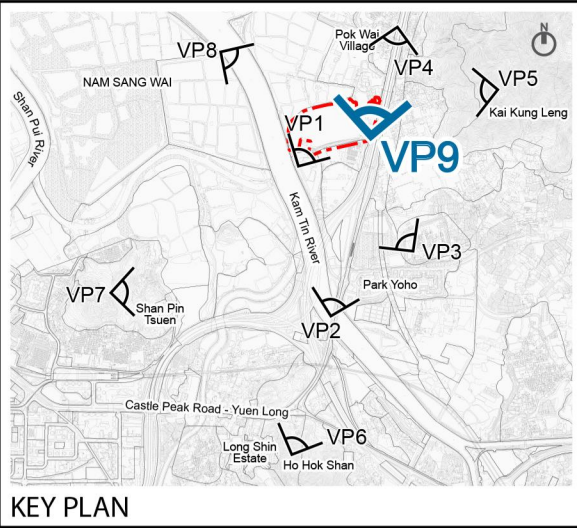 N
Pok Wai
Village
VP8
VP4
NAM SANG WAI
VP5
Kai Kung Leng
Shan Pui River
VP1
VP9
Kam Tin River
VP3
Park Yoho
VP7
Shan Pin
Tsuen
VP2
Castle Peak Road - Yuen Long
VP6
Long Shin
Estate
Ho Hok Shan
KEY PLAN